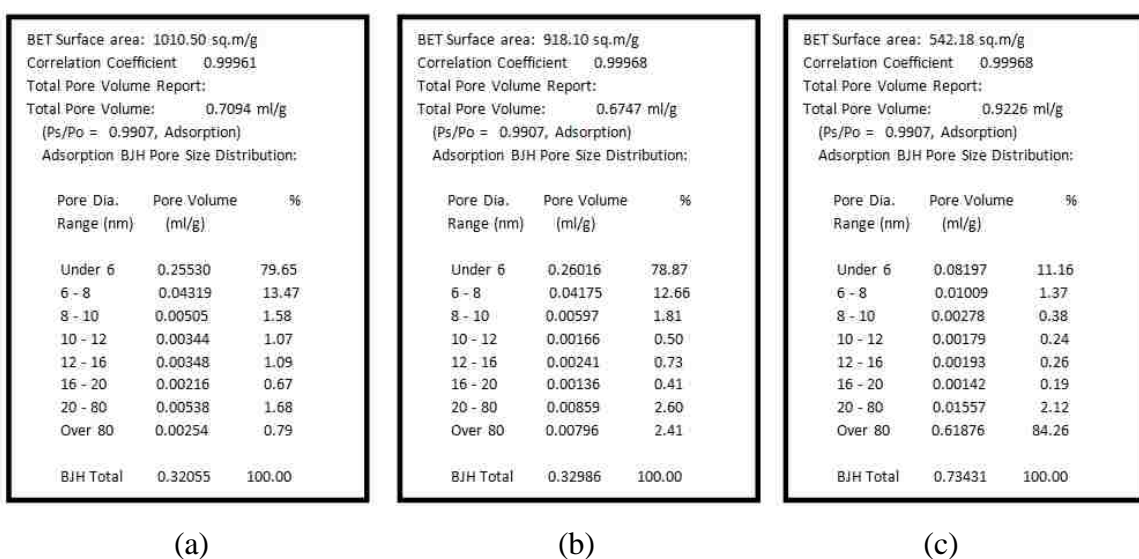 BET Surface area: 1010.50 sq.m/g
Correlation Coefficient 0.99961
Total Pore Volume Report:
Total Pore Volume: 0.7094 ml/g
(Ps/Po = 0.9907, Adsorption)
Adsorption BJH Pore Size Distribution:
Pore Dia. Pore Volume %
Range (nm) (ml/g)
Under 6 0.25530 79.65
6 - 8 0.04319 13.47
8 - 10 0.00505 1.58
10 - 12 0.00344 1.07
12 - 16 0.00348 1.09
16 - 20 0.00216 0.67
20 - 80 0.00538 1.68
Over 80 0.00254 0.79
BJH Total 0.32055 100.00
(a)
BET Surface area: 918.10 sq.m/g
Correlation Coefficient 0.99968
Total Pore Volume Report:
Total Pore Volume: 0.6747 ml/g
(Ps/Po = 0.9907, Adsorption)
Adsorption BJH Pore Size Distribution:
Pore Dia. Pore Volume %
Range (nm) (ml/g)
Under 6 0.26016 78.87
6 - 8 0.04175 12.66
8 - 10 0.00597 1.81
10 - 12 0.00166 0.50
12 - 16 0.00241 0.73
16 - 20 0.00136 0.41
20 - 80 0.00859 2.60
Over 80 0.00796 2.41
BJH Total 0.32986 100.00
(b)
BET Surface area: 542.18 sq.m/g
Correlation Coefficient 0.99968
Total Pore Volume Report:
Total Pore Volume: 0.9226 ml/g
(Ps/Po = 0.9907, Adsorption)
Adsorption BJH Pore Size Distribution:
Pore Dia. Pore Volume %
Range (nm) (ml/g)
Under 6 0.08197 11.16
6 - 8 0.01009 1.37
8 - 10 0.00278 0.38
10 - 12 0.00179 0.24
12 - 16 0.00193 0.26
16 - 20 0.00142 0.19
20 - 80 0.01557 2.12
Over 80 0.61876 84.26
BJH Total 0.73431 100.00
(c)